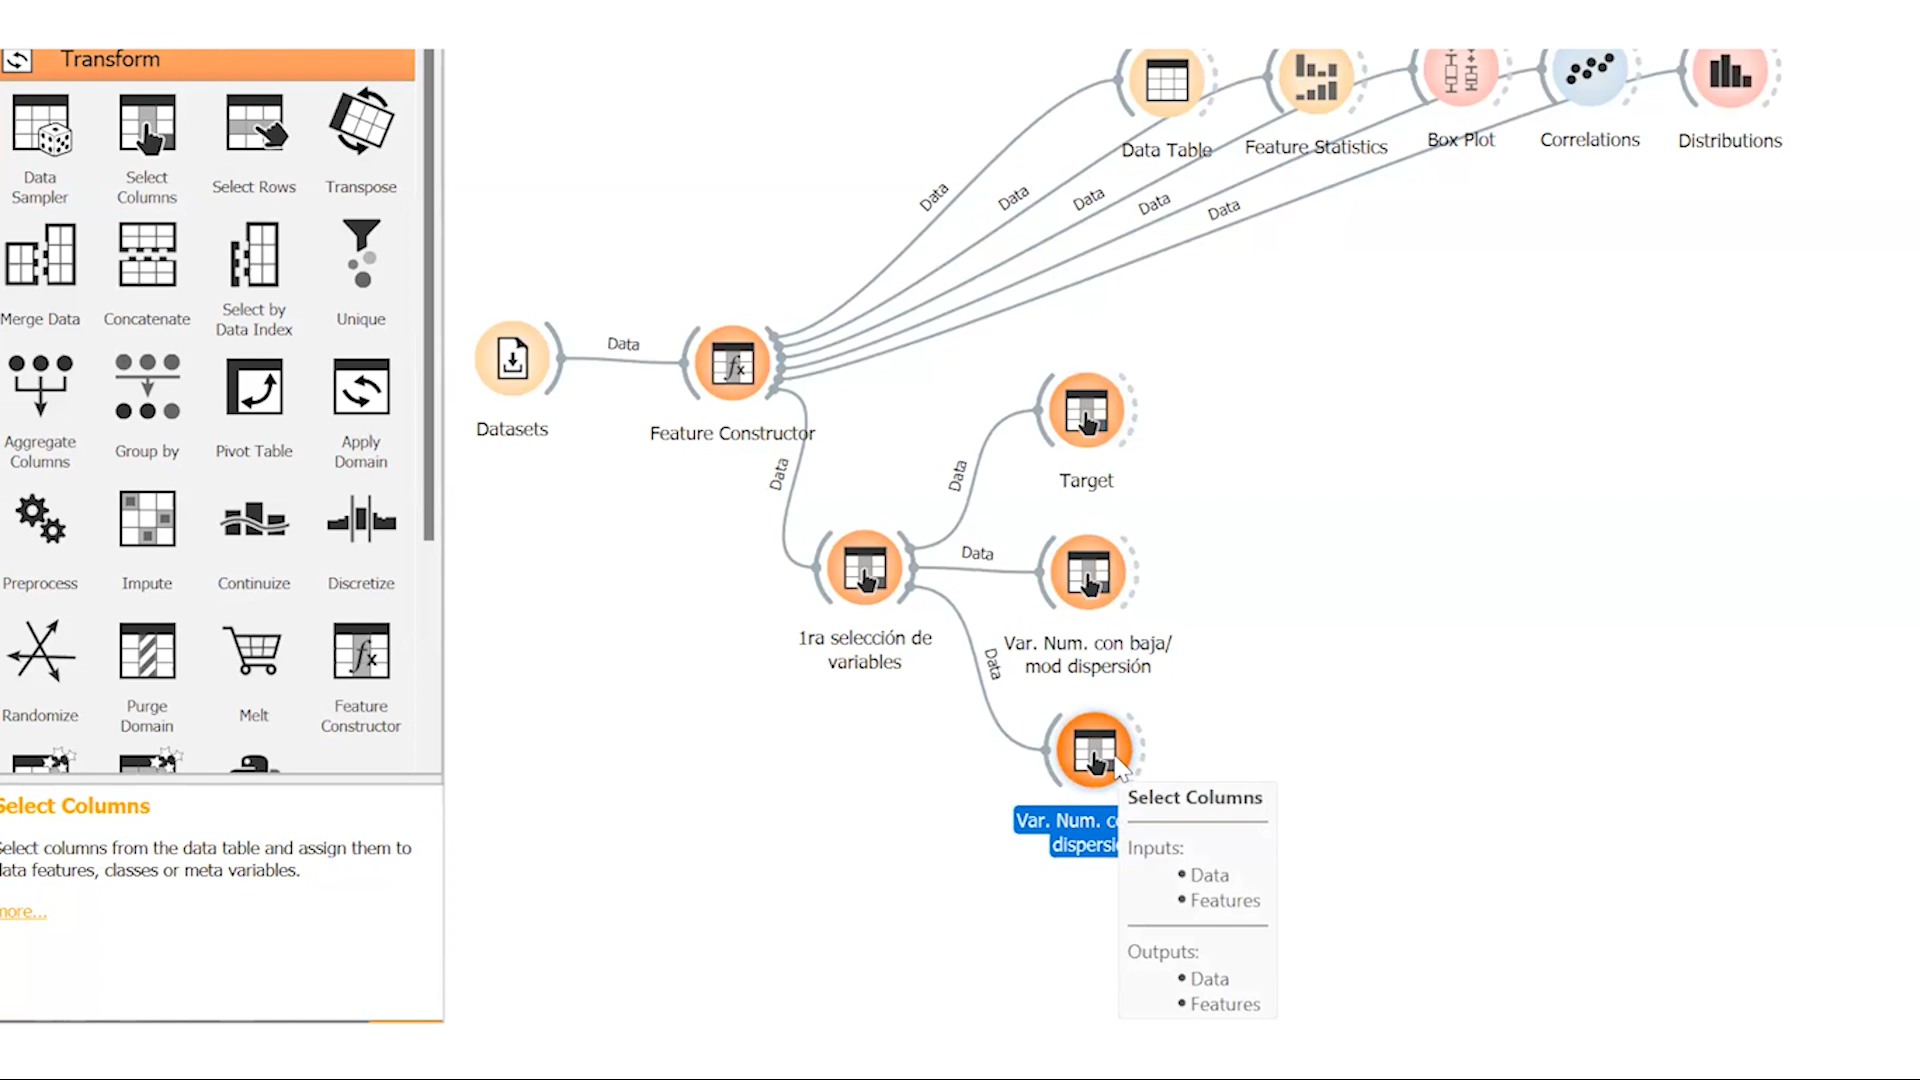 Transform
Data
Sampler
Select
Columns
Select Rows
Transpose
Merge Data
Concatenate
Select by
Data Index
Unique
Aggregate
Columns
Group by
Pivot Table
Apply
Domain
Preprocess
Impute
Continuize
Discretize
Randomize
Purge
Domain
Melt
Feature
Constructor
Select Columns
Select columns from the data table and assign them to
data features, classes or meta variables.
more...
Data Table
Feature Statistics
Box Plot
Correlations
Distributions
Data
Data
Data
Data
Data
Datasets
Data
Feature Constructor
Data
Data
Target
1ra selección de
variables
Data
Var. Num. con baja/
mod dispersión
Data
Var. Num. c
dispersi
Select Columns
Inputs:
• Data
• Features
Outputs:
• Data
• Features